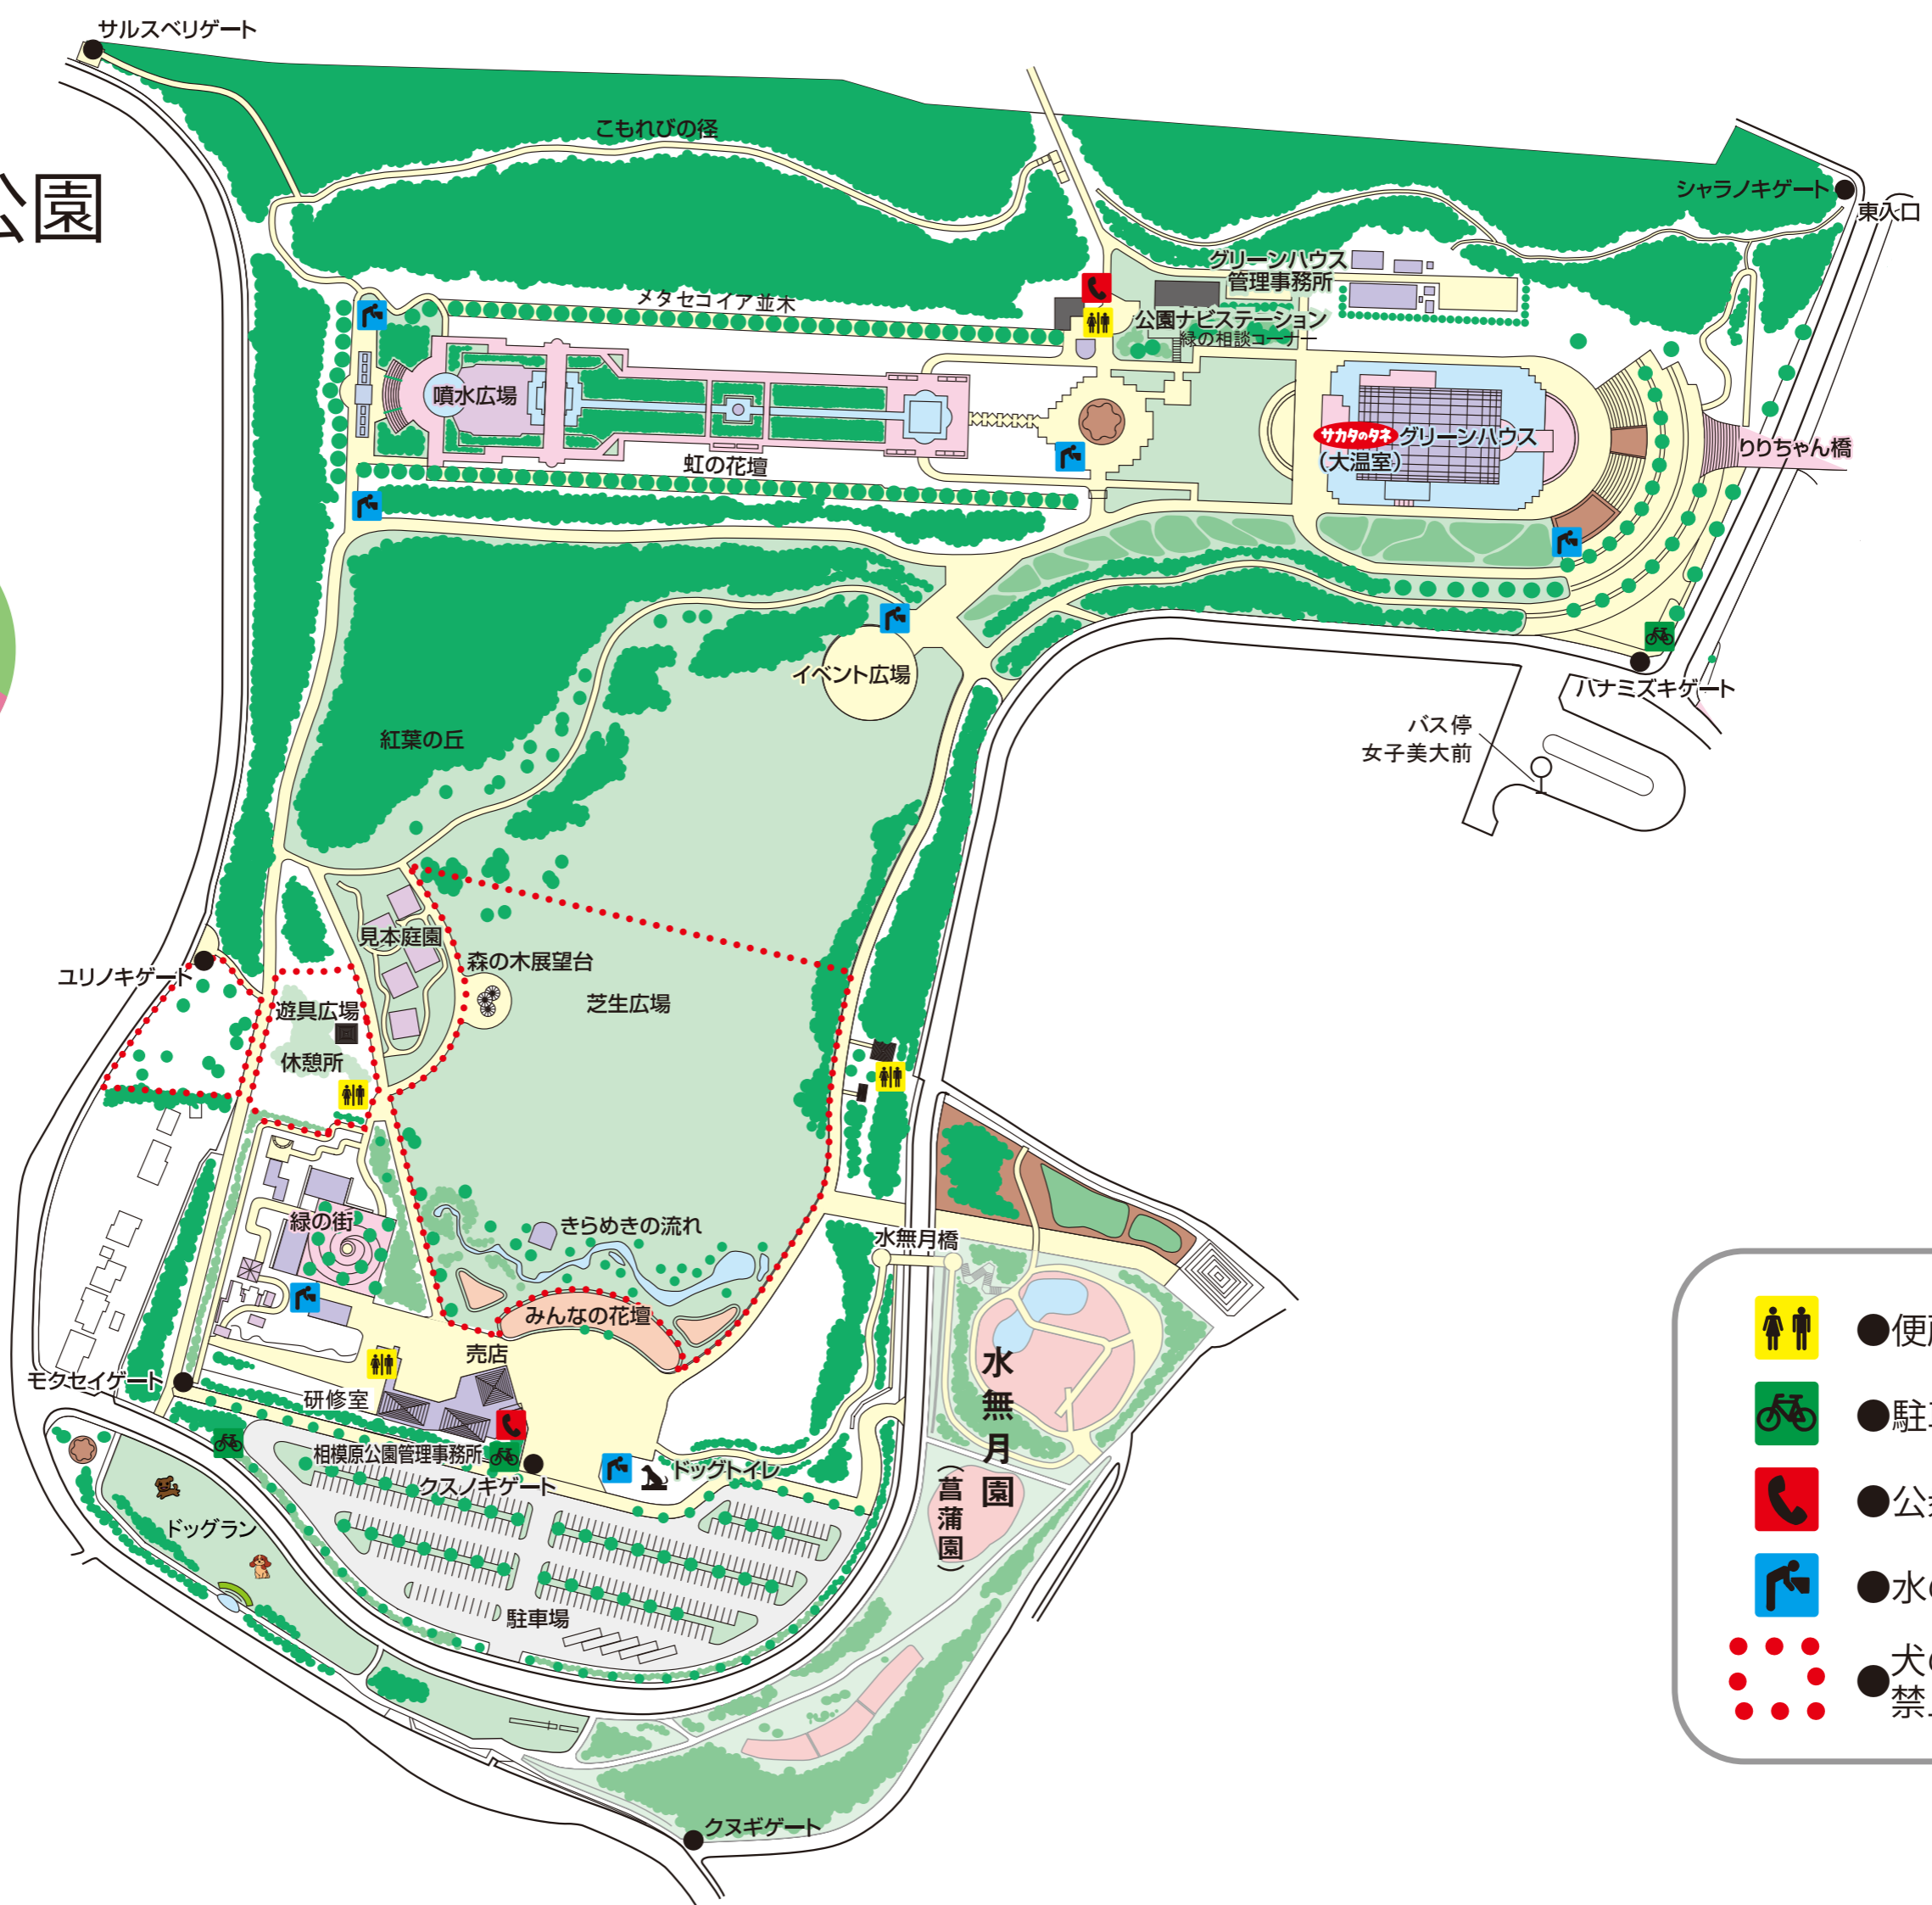 サルスベリゲート
公園
こもれびの径
シャラノキゲート
東入口
グリーンハウス
管理事務所
メタセコイア並木
公園ナビステーション
緑の相談コーナー
噴水広場
サカタのタネ グリーンハウス
(大温室)
りりちゃん橋
虹の花壇
イベント広場
ハナミズキゲート
バス停
女子美大前
紅葉の丘
見本庭園
森の木展望台
ユリノキゲート
芝生広場
遊具広場
休憩所
緑の街
きらめきの流れ
水無月橋
みんなの花壇
売店
水無月園
(菖蒲園)
モクセイゲート
研修室
相模原公園管理事務所
クスノキゲート
ドッグトイレ
ドッグラン
駐車場
クヌギゲート
●便
●駐
●公
●水
●犬
禁